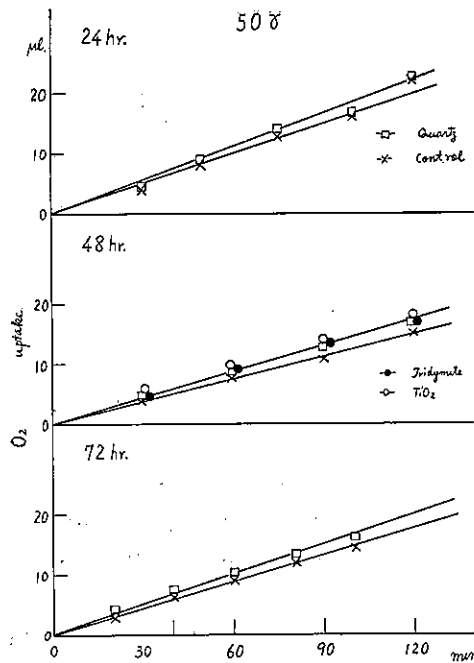 24 hr.
50 γ
μl.
20
10
0
Quartz
Control
48 hr.
20
10
0
Tridymite
TiO₂
O₂ uptake.
72 hr.
20
10
0
0 30 60 90 120 min